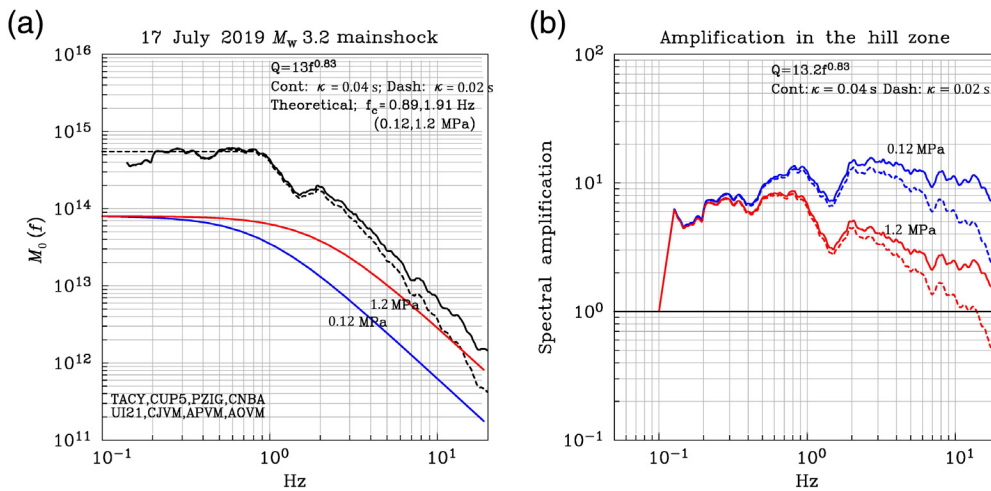 (a)
17 July 2019 Mw 3.2 mainshock
Q=13f^0.83
Cont: κ = 0.04 s; Dash: κ = 0.02 s
Theoretical; fc = 0.89, 1.91 Hz
(0.12, 1.2 MPa)
10^16
10^15
10^14
10^13
10^12
10^11
M0 (f)
1.2 MPa
0.12 MPa
TACY,CUP5,PZIG,CNBA
UI21,CJVM,APVM,AOVM
10^-1
10^0
10^1
Hz
(b)
Amplification in the hill zone
Q=13.2f^0.83
Cont: κ = 0.04 s Dash: κ = 0.02 s
10^2
10^1
10^0
10^-1
Spectral amplification
0.12 MPa
1.2 MPa
10^-1
10^0
10^1
Hz